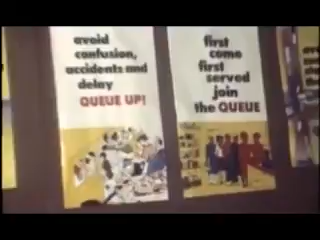 avoid
confusion,
accidents and
delay
QUEUE UP!
first
come
first
served
join
the QUEUE